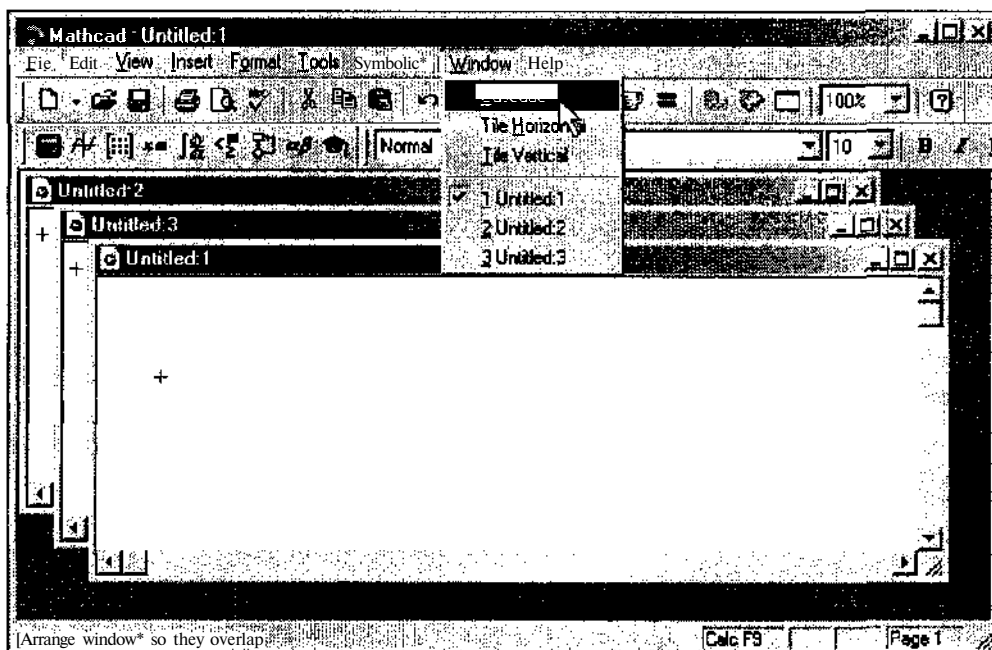 Mathcad - Untitled:1
Fie Edit View Insert Format Tools Symbolic* Window Help
100%
Normal 10 B I
Tile Horizontal
Tile Vertical
1 Untitled:1
2 Untitled:2
3 Untitled:3
Untitled:2
Untitled:3
Untitled:1
[Arrange window* so they overlap
Calc F9 Page 1